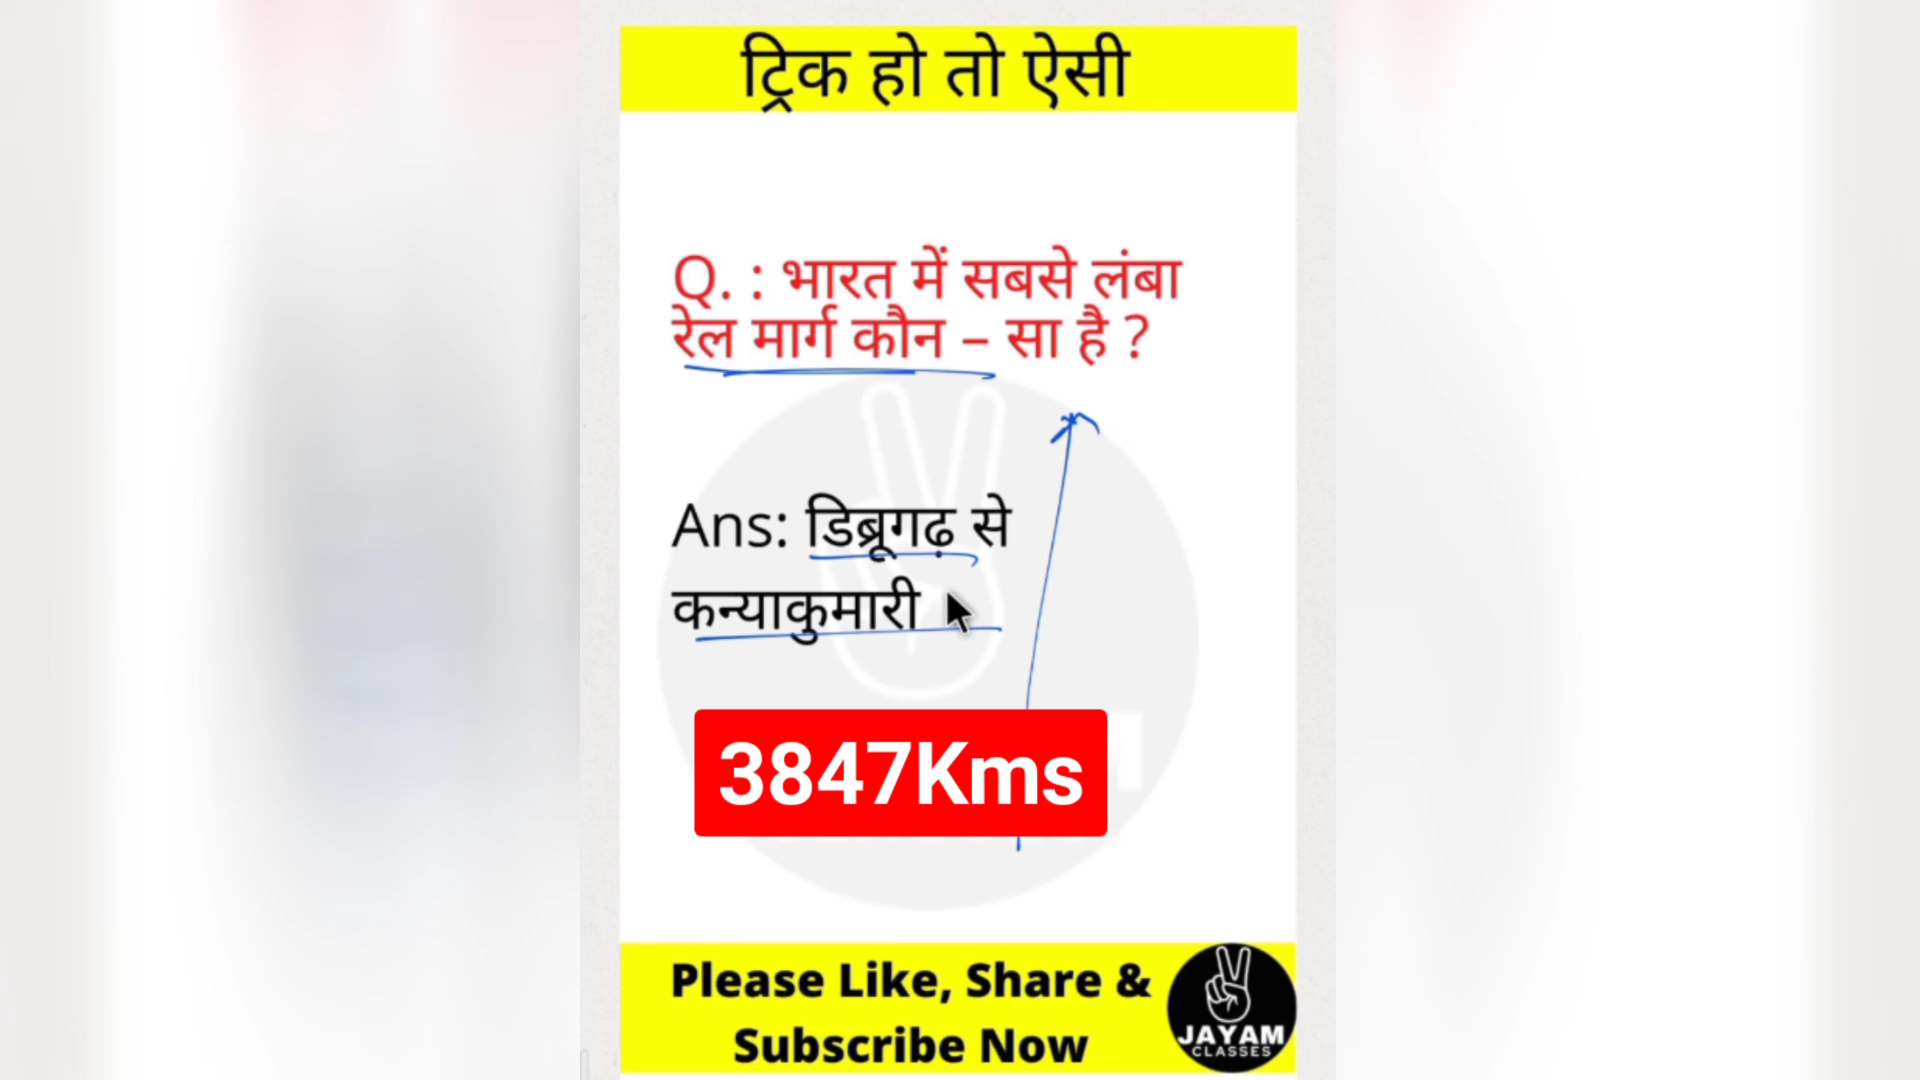 ट्रिक हो तो ऐसी
Q. : भारत में सबसे लंबा
रेल मार्ग कौन – सा है ?
Ans: डिब्रूगढ़ से
कन्याकुमारी
3847Kms
Please Like, Share &
Subscribe Now
JAYAM
CLASSES